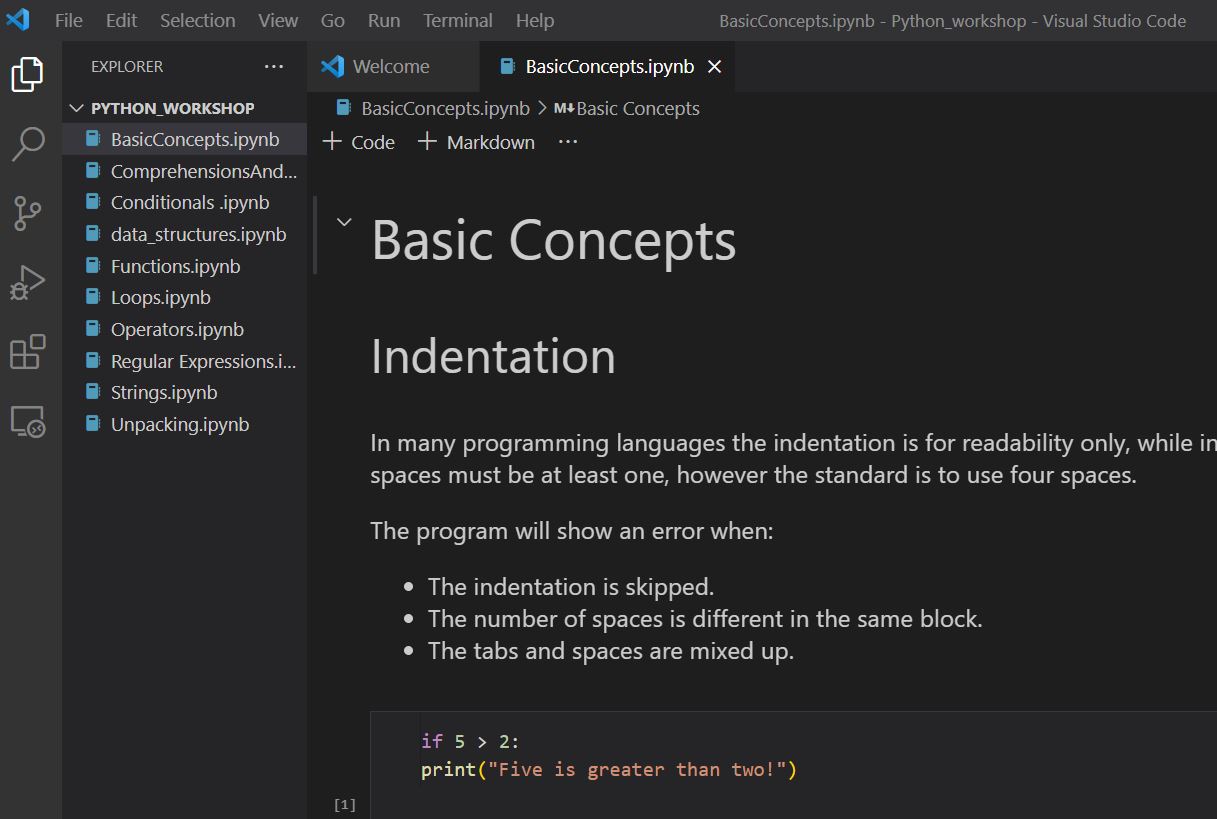 File Edit Selection View Go Run Terminal Help BasicConcepts.ipynb - Python_workshop - Visual Studio Code
EXPLORER ...
Welcome
BasicConcepts.ipynb
PYTHON_WORKSHOP
BasicConcepts.ipynb
ComprehensionsAnd...
Conditionals .ipynb
data_structures.ipynb
Functions.ipynb
Loops.ipynb
Operators.ipynb
Regular Expressions.i...
Strings.ipynb
Unpacking.ipynb
BasicConcepts.ipynb > M↓ Basic Concepts
+ Code + Markdown ...
Basic Concepts
Indentation
In many programming languages the indentation is for readability only, while in
spaces must be at least one, however the standard is to use four spaces.
The program will show an error when:
• The indentation is skipped.
• The number of spaces is different in the same block.
• The tabs and spaces are mixed up.
if 5 > 2:
print("Five is greater than two!")
[1]